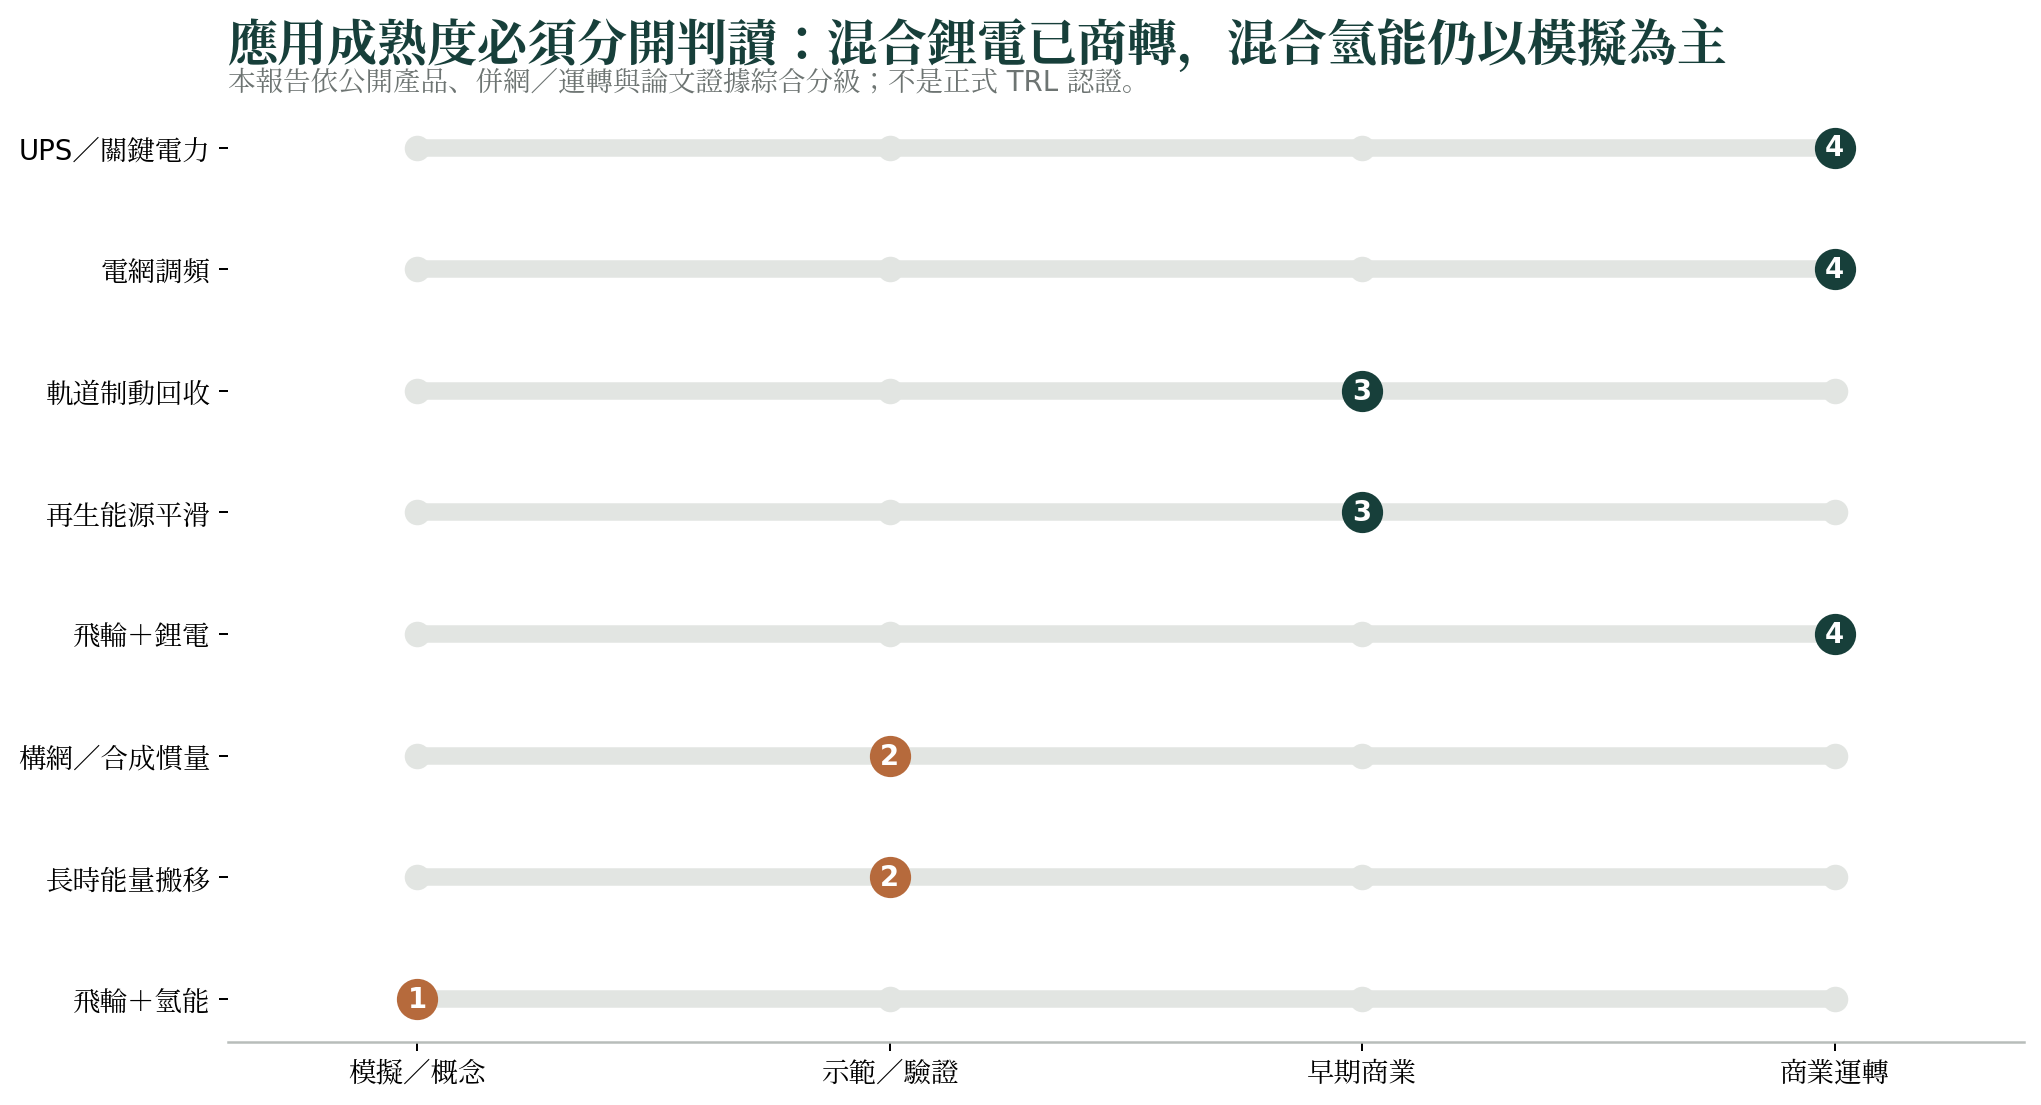 應用成熟度必須分開判讀：混合鋰電已商轉，混合氫能仍以模擬為主
本報告依公開產品、併網／運轉與論文證據綜合分級；不是正式 TRL 認證。
UPS／關鍵電力 4
電網調頻 4
軌道制動回收 3
再生能源平滑 3
飛輪＋鋰電 4
構網／合成慣量 2
長時能量搬移 2
飛輪＋氫能 1
模擬／概念 示範／驗證 早期商業 商業運轉